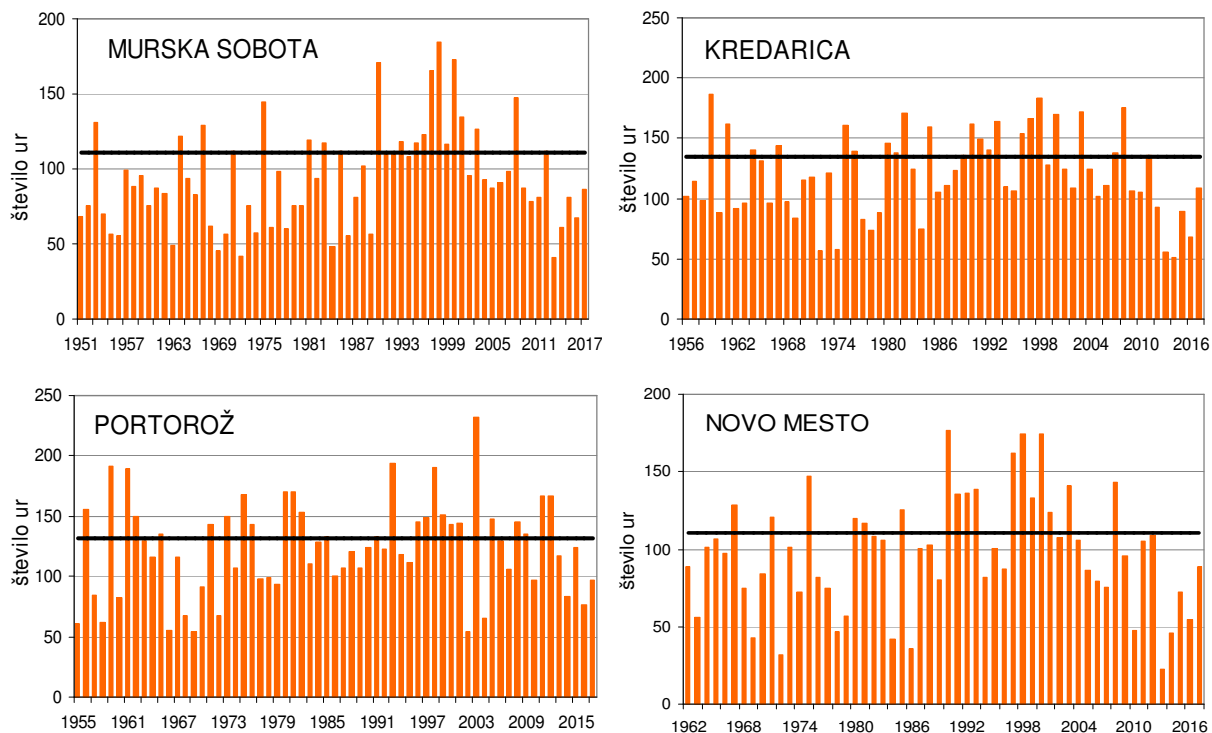 MURSKA SOBOTA
število ur
200
150
100
50
0
1951 1957 1963 1969 1975 1981 1987 1993 1999 2005 2011 2017
KREDARICA
število ur
250
200
150
100
50
0
1956 1962 1968 1974 1980 1986 1992 1998 2004 2010 2016
PORTOROŽ
število ur
250
200
150
100
50
0
1955 1961 1967 1973 1979 1985 1991 1997 2003 2009 2015
NOVO MESTO
število ur
200
150
100
50
0
1962 1968 1974 1980 1986 1992 1998 2004 2010 2016